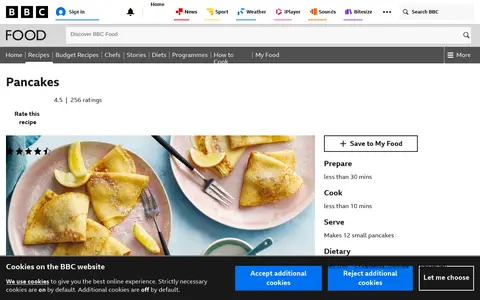 BBC
Sign in
Home
News
Sport
Weather
iPlayer
Sounds
Bitesize
Search BBC
FOOD
Discover BBC Food
Home
Recipes
Budget Recipes
Chefs
Stories
Diets
Programmes
How to
Cook
My Food
More
Pancakes
4.5 | 256 ratings
Rate this
recipe
+ Save to My Food
Prepare
less than 30 mins
Cook
less than 10 mins
Serve
Makes 12 small pancakes
Dietary
Cookies on the BBC website
We use cookies to give you the best online experience. Strictly necessary
cookies are on by default. Additional cookies are off by default.
Accept additional
cookies
Reject additional
cookies
Let me choose